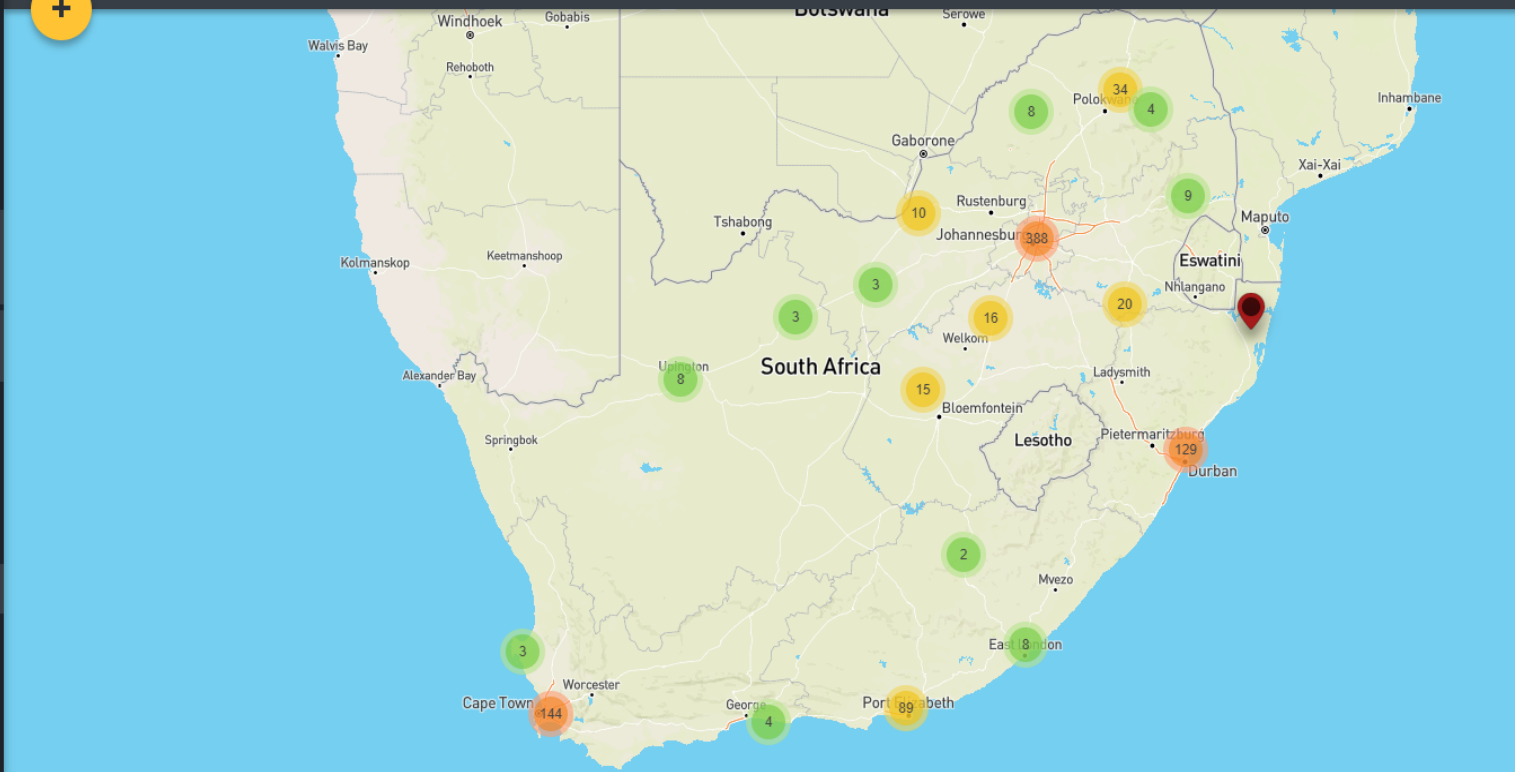 +
Botswana
Windhoek
Gobabis
Serowe
Walvis Bay
Rehoboth
34
Polokwane
8
4
Inhambane
Gaborone
Xai-Xai
9
Rustenburg
10
Tshabong
Maputo
Johannesburg
388
Kolmanskop
Keetmanshoop
Eswatini
3
Nhlangano
20
3
16
Welkom
South Africa
Upington
8
Alexander Bay
Ladysmith
15
Bloemfontein
Springbok
Lesotho
Pietermaritzburg
129
Durban
2
Mvezo
3
East London
8
Worcester
Cape Town
144
George
4
Port Elizabeth
89